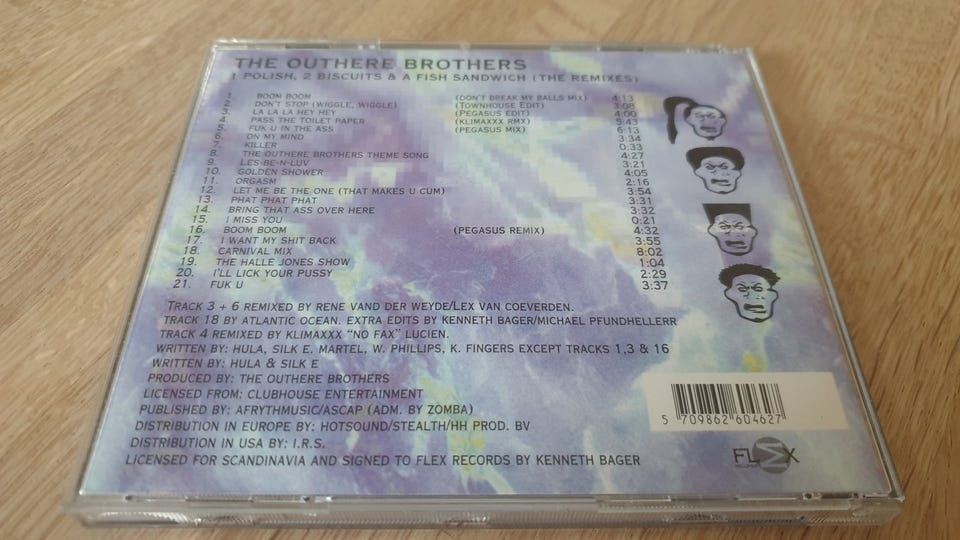 THE OUTHERE BROTHERS
1 POLISH, 2 BISCUITS & A FISH SANDWICH (THE REMIXES)
1. BOOM BOOM (DON'T BREAK MY BALLS MIX) 4:13
2. DON'T STOP (WIGGLE, WIGGLE) (TOWNHOUSE EDIT) 3:08
3. LA LA LA HEY HEY (PEGASUS EDIT) 4:00
4. PASS THE TOILET PAPER (KLIMAXXX RMX) 5:43
5. FUK U IN THE ASS (PEGASUS MIX) 6:13
6. ON MY MIND 3:34
7. KILLER 0:33
8. THE OUTHERE BROTHERS THEME SONG 4:27
9. LES-BE-N-LUV 3:21
10. GOLDEN SHOWER 4:05
11. ORGASM 2:16
12. LET ME BE THE ONE (THAT MAKES U CUM) 3:54
13. PHAT PHAT PHAT 3:31
14. BRING THAT ASS OVER HERE 3:32
15. I MISS YOU 0:21
16. BOOM BOOM (PEGASUS REMIX) 4:32
17. I WANT MY SHIT BACK 3:55
18. CARNIVAL MIX 8:02
19. THE HALLE JONES SHOW 1:04
20. I'LL LICK YOUR PUSSY 2:29
21. FUK U 3:37
TRACK 3 + 6 REMIXED BY RENE VAND DER WEYDE/LEX VAN COEVERDEN.
TRACK 18 BY ATLANTIC OCEAN. EXTRA EDITS BY KENNETH BAGER/MICHAEL PFUNDHELLERR
TRACK 4 REMIXED BY KLIMAXXX "NO FAX" LUCIEN.
WRITTEN BY: HULA, SILK E. MARTEL, W. PHILLIPS, K. FINGERS EXCEPT TRACKS 1,3 & 16
WRITTEN BY: HULA & SILK E
PRODUCED BY: THE OUTHERE BROTHERS
LICENSED FROM: CLUBHOUSE ENTERTAINMENT
PUBLISHED BY: AFRYTHMUSIC/ASCAP (ADM. BY ZOMBA)
DISTRIBUTION IN EUROPE BY: HOTSOUND/STEALTH/HH PROD. BV
DISTRIBUTION IN USA BY: I.R.S.
LICENSED FOR SCANDINAVIA AND SIGNED TO FLEX RECORDS BY KENNETH BAGER
5 709862 604627
FLEX